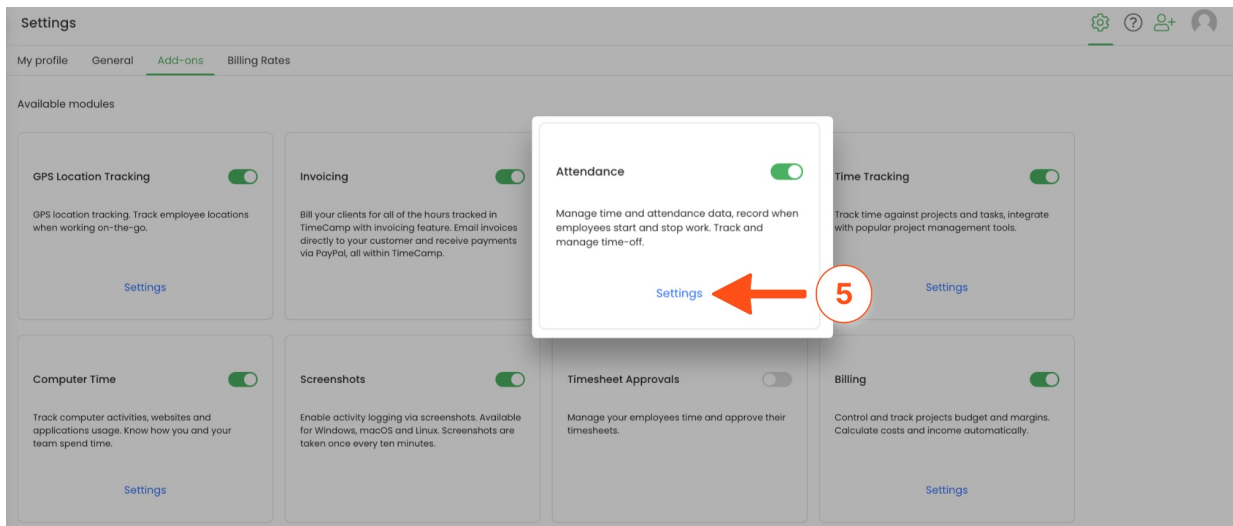 Settings
My profile
General
Add-ons
Billing Rates
Available modules
GPS Location Tracking
GPS location tracking. Track employee locations
when working on-the-go.
Settings
Invoicing
Bill your clients for all of the hours tracked in
TimeCamp with invoicing feature. Email invoices
directly to your customer and receive payments
via PayPal, all within TimeCamp.
Attendance
Manage time and attendance data, record when
employees start and stop work. Track and
manage time-off.
Settings
5
Time Tracking
Track time against projects and tasks, integrate
with popular project management tools.
Settings
Computer Time
Track computer activities, websites and
applications usage. Know how you and your
team spend time.
Settings
Screenshots
Enable activity logging via screenshots. Available
for Windows, macOS and Linux. Screenshots are
taken once every ten minutes.
Timesheet Approvals
Manage your employees time and approve their
timesheets.
Billing
Control and track projects budget and margins.
Calculate costs and income automatically.
Settings